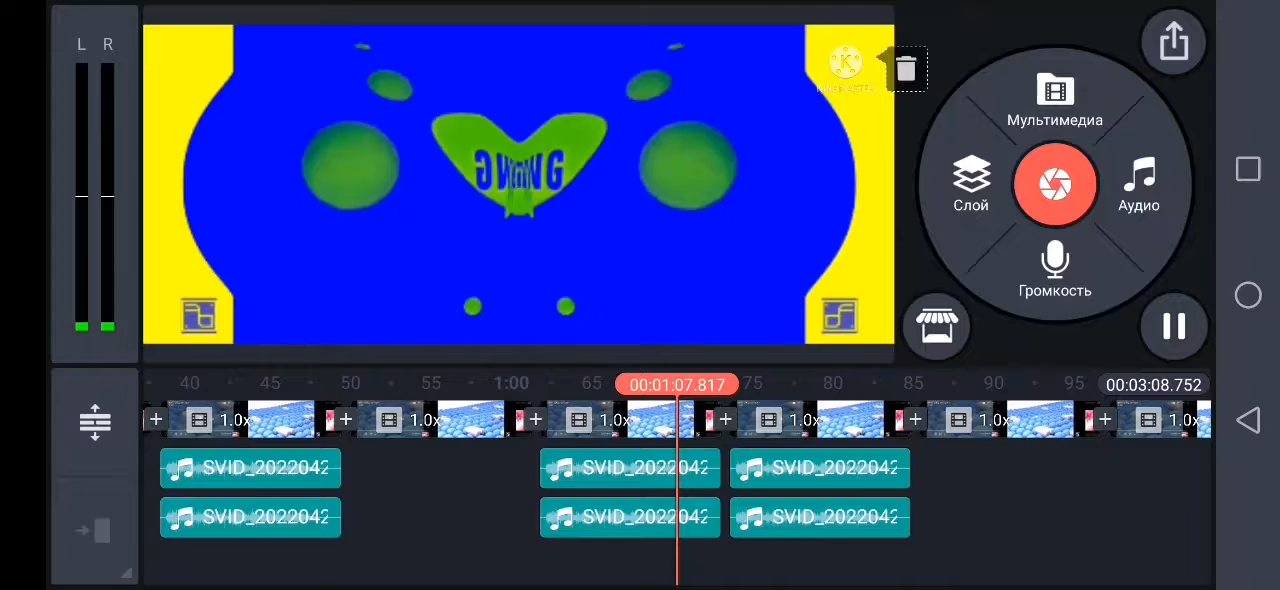 L R
KINEMASTER
Мультимедиа
Слой
Аудио
Громкость
40 45 50 55 1:00 65 00:01:07.817 75 80 85 90 95 00:03:08.752
1.0x 1.0x 1.0x 1.0x 1.0x 1.0x
SVID_2022042 SVID_2022042 SVID_2022042
SVID_2022042 SVID_2022042 SVID_2022042